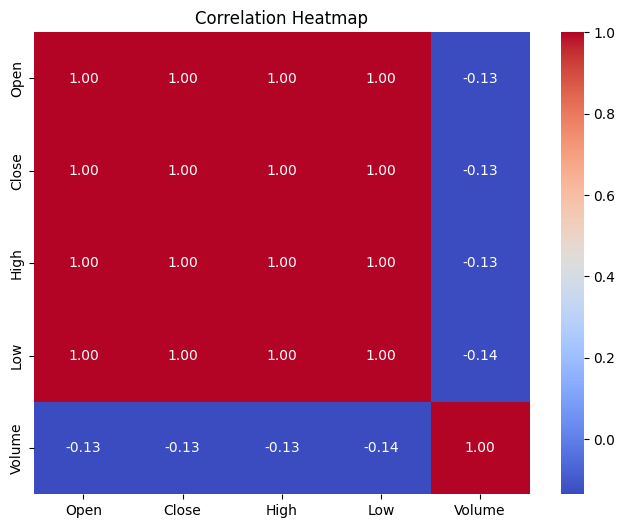 Correlation Heatmap
Open 1.00 1.00 1.00 1.00 -0.13
Close 1.00 1.00 1.00 1.00 -0.13
High 1.00 1.00 1.00 1.00 -0.13
Low 1.00 1.00 1.00 1.00 -0.14
Volume -0.13 -0.13 -0.13 -0.14 1.00
Open Close High Low Volume
1.0
0.8
0.6
0.4
0.2
0.0